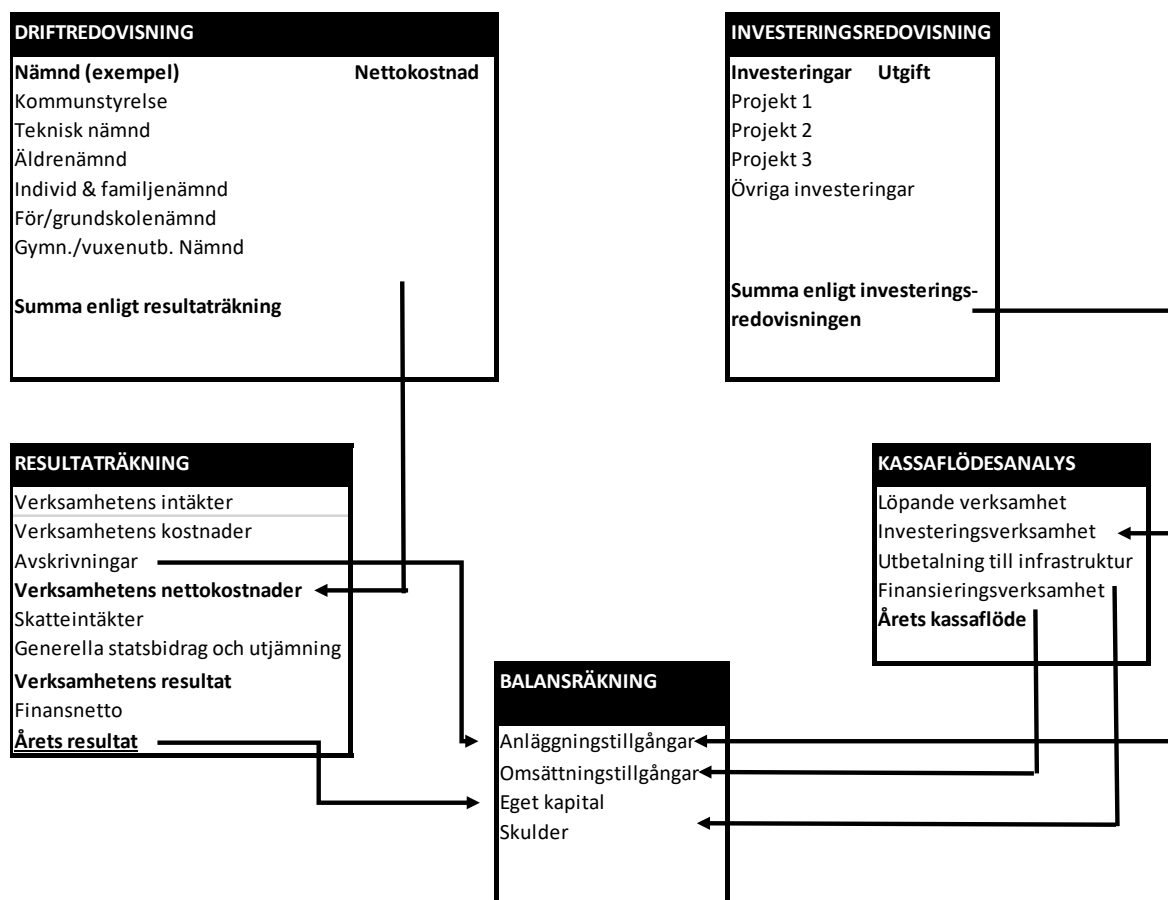 DRIFTREDOVISNING
Nämnd (exempel) Nettokostnad
Kommunstyrelse
Teknisk nämnd
Äldrenämnd
Individ & familjenämnd
För/grundskolenämnd
Gymn./vuxenutb. Nämnd
Summa enligt resultaträkning
INVESTERINGSREDOVISNING
Investeringar Utgift
Projekt 1
Projekt 2
Projekt 3
Övriga investeringar
Summa enligt investerings-
redovisningen
RESULTATRÄKNING
Verksamhetens intäkter
Verksamhetens kostnader
Avskrivningar
Verksamhetens nettokostnader
Skatteintäkter
Generella statsbidrag och utjämning
Verksamhetens resultat
Finansnetto
Årets resultat
KASSAFLÖDESANALYS
Löpande verksamhet
Investeringsverksamhet
Utbetalning till infrastruktur
Finansieringsverksamhet
Årets kassaflöde
BALANSRÄKNING
Anläggningstillgångar
Omsättningstillgångar
Eget kapital
Skulder